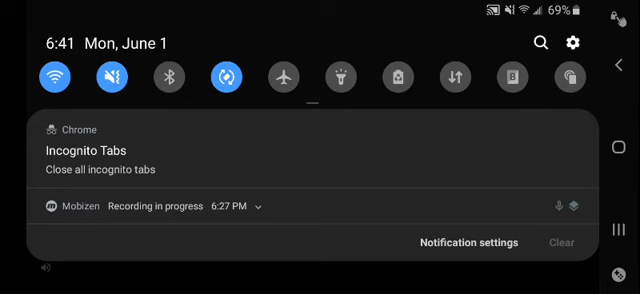 69%
6:41 Mon, June 1
Chrome
Incognito Tabs
Close all incognito tabs
Mobizen Recording in progress 6:27 PM
Notification settings Clear